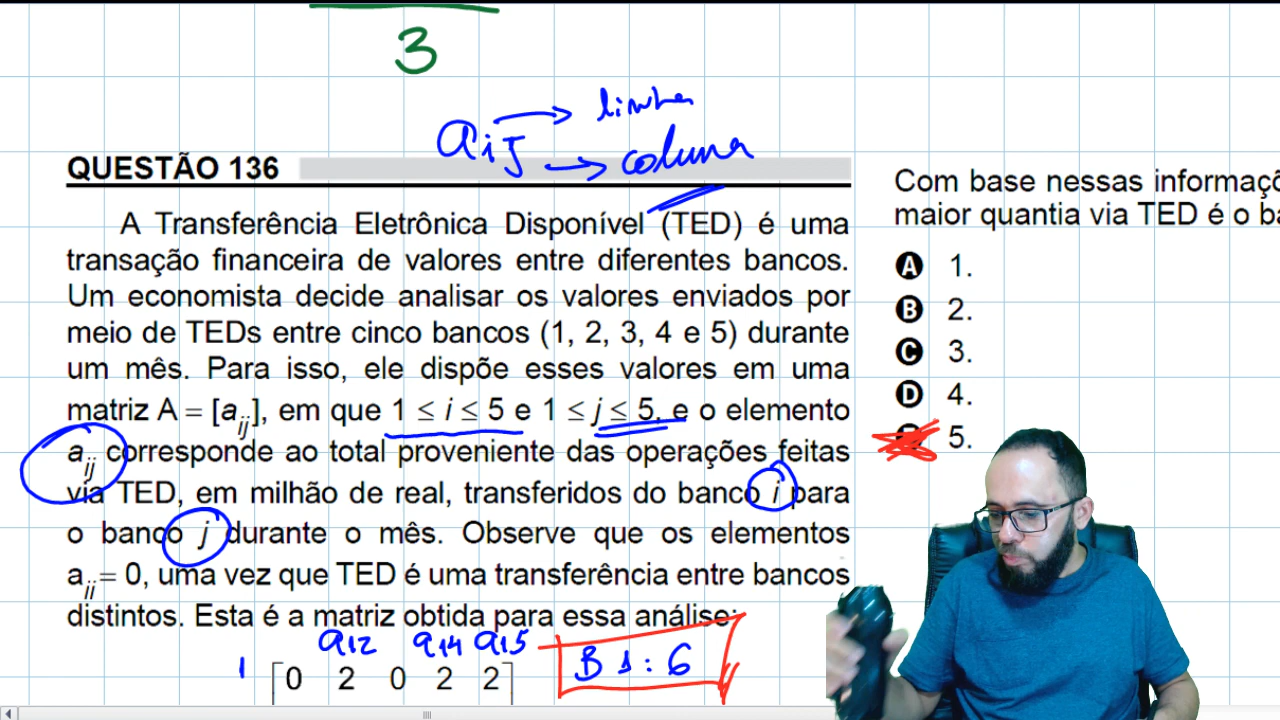 3
aij → linha
→ coluna
QUESTÃO 136
A Transferência Eletrônica Disponível (TED) é uma
transação financeira de valores entre diferentes bancos.
Um economista decide analisar os valores enviados por
meio de TEDs entre cinco bancos (1, 2, 3, 4 e 5) durante
um mês. Para isso, ele dispõe esses valores em uma
matriz A = [aij], em que 1 ≤ i ≤ 5 e 1 ≤ j ≤ 5, e o elemento
aij corresponde ao total proveniente das operações feitas
via TED, em milhão de real, transferidos do banco i para
o banco j durante o mês. Observe que os elementos
aii = 0, uma vez que TED é uma transferência entre bancos
distintos. Esta é a matriz obtida para essa análise:
a12 a14 a15
1 0 2 0 2 2
B 1: 6
Com base nessas
maior quantia via TED é o
A 1.
B 2.
C 3.
D 4.
5.